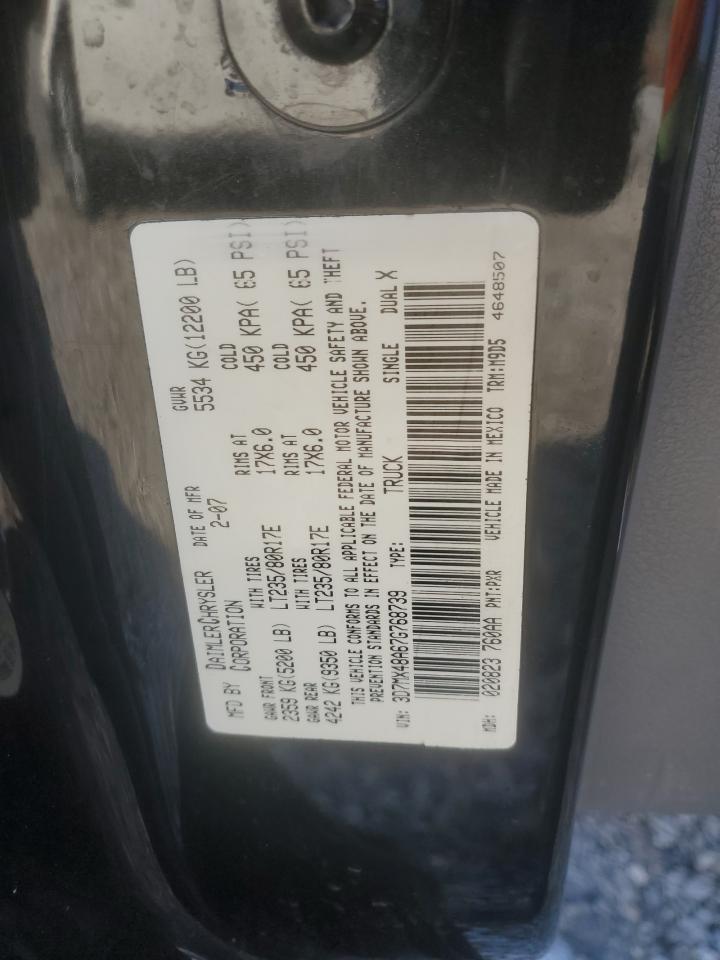 MFD BY DAIMLERCHRYSLER CORPORATION DATE OF MFR 2-07 GVWR 5534 KG(12200 LB)
GAWR FRONT WITH TIRES RIMS AT COLD
2359 KG(5200 LB) LT235/80R17E 17X6.0 450 KPA( 65 PSI)
GAWR REAR WITH TIRES RIMS AT COLD
4242 KG(9350 LB) LT235/80R17E 17X6.0 450 KPA( 65 PSI)
THIS VEHICLE CONFORMS TO ALL APPLICABLE FEDERAL MOTOR VEHICLE SAFETY AND THEFT
PREVENTION STANDARDS IN EFFECT ON THE DATE OF MANUFACTURE SHOWN ABOVE.
VIN: 3D7MX48A67G768739 TYPE: TRUCK SINGLE DUAL X
MDH: 020823 760AA PNT:PXR VEHICLE MADE IN MEXICO TRM:M9D5
4648507